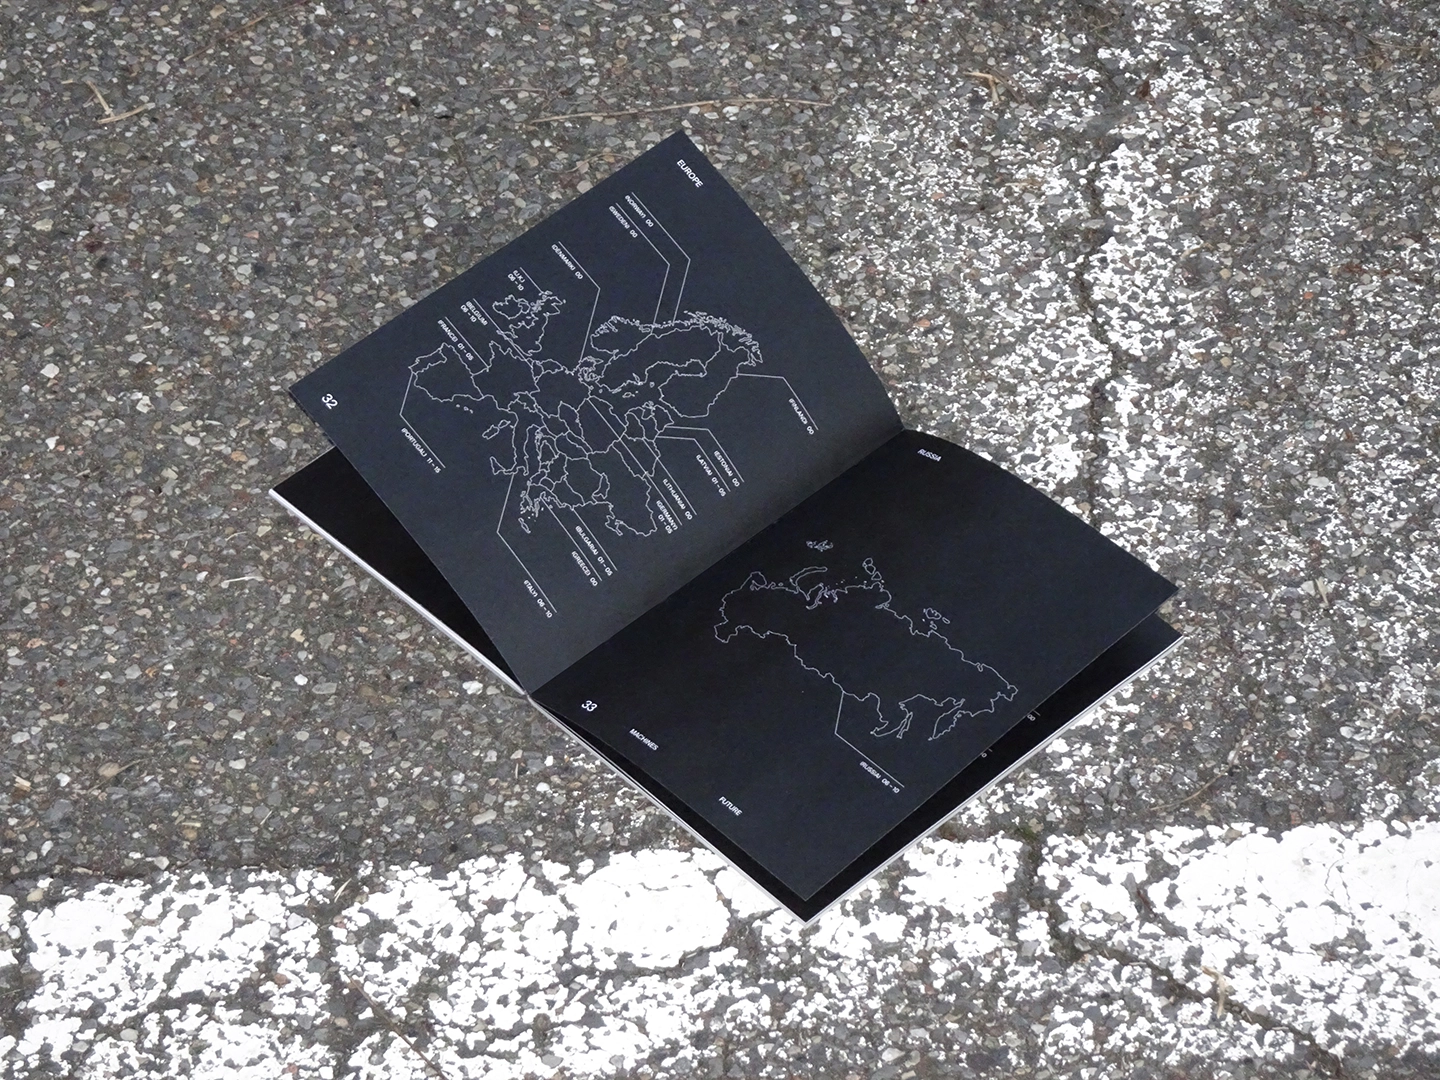 EUROPE
(NORWAY) 00
(SWEDEN) 00
(DENMARK) 00
(U.K.)
06 - 10
(BELGIUM)
06 - 10
(FRANCE) 01 - 05
(PORTUGAL) 11 - 15
(FINLAND) 00
(ESTONIA) 00
(LATVIA) 01 - 05
(LITHUANIA) 00
(GERMANY)
01 - 05
(BULGARIA) 01 - 05
(GREECE) 00
(ITALY) 06 - 10
32
RUSSIA
(RUSSIA) 06 - 10
33
MACHINES
FUTURE